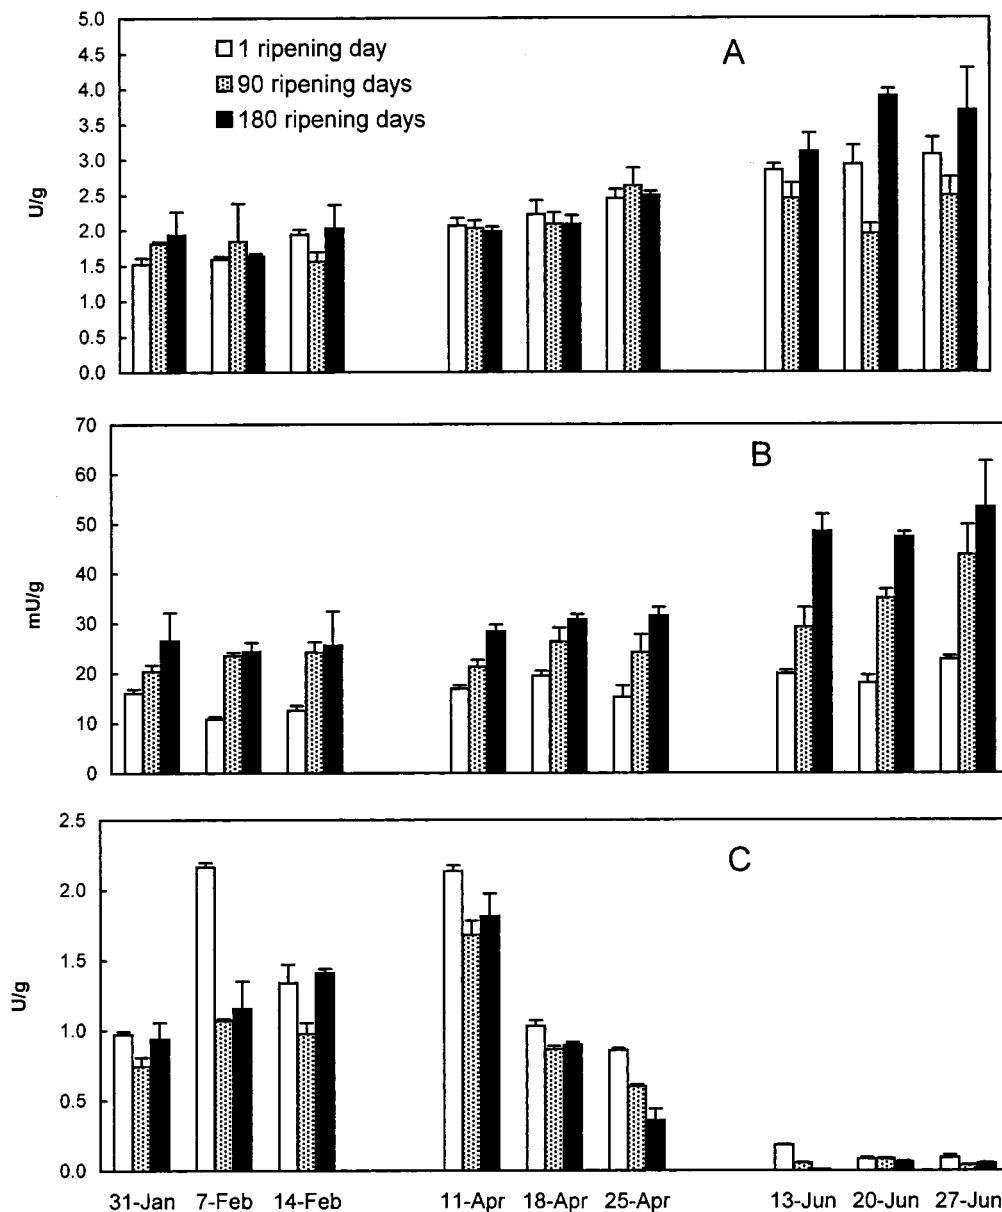 5.0
4.5
4.0
3.5
3.0
2.5
2.0
1.5
1.0
0.5
0.0
U/g
1 ripening day
90 ripening days
180 ripening days
A
70
60
50
40
30
20
10
0
mU/g
B
2.5
2.0
1.5
1.0
0.5
0.0
U/g
C
31-Jan 7-Feb 14-Feb 11-Apr 18-Apr 25-Apr 13-Jun 20-Jun 27-Jun